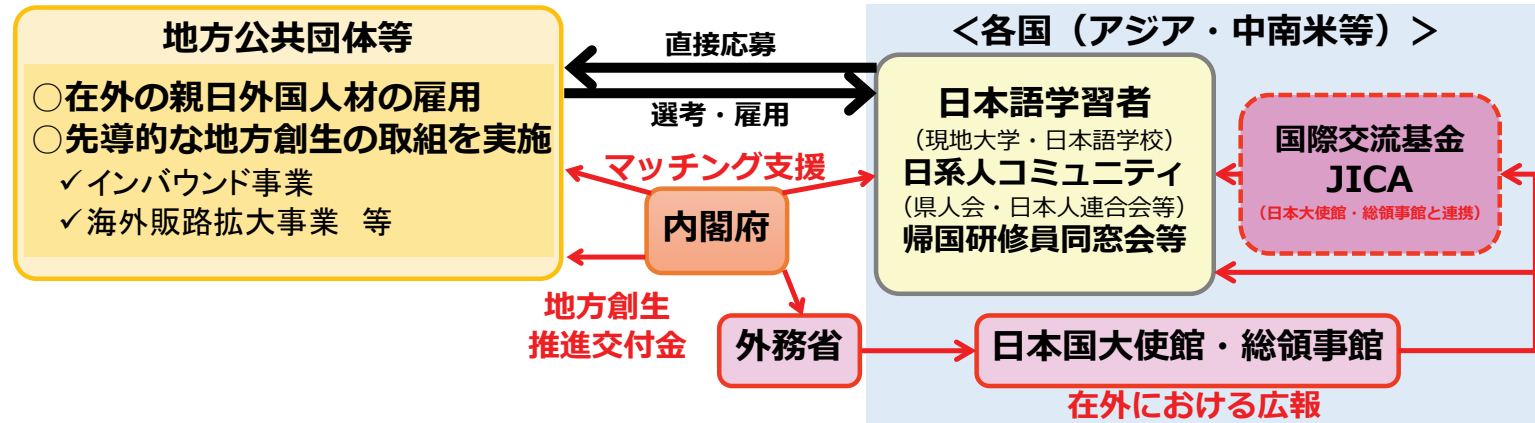 地方公共団体等
○在外の親日外国人材の雇用
○先導的な地方創生の取組を実施
✓インバウンド事業
✓海外販路拡大事業　等
直接応募
選考・雇用
マッチング支援
内閣府
地方創生
推進交付金
外務省
＜各国（アジア・中南米等）＞
日本語学習者
（現地大学・日本語学校）
日系人コミュニティ
（県人会・日本人連合会等）
帰国研修員同窓会等
国際交流基金
JICA
（日本大使館・総領事館と連携）
日本国大使館・総領事館
在外における広報